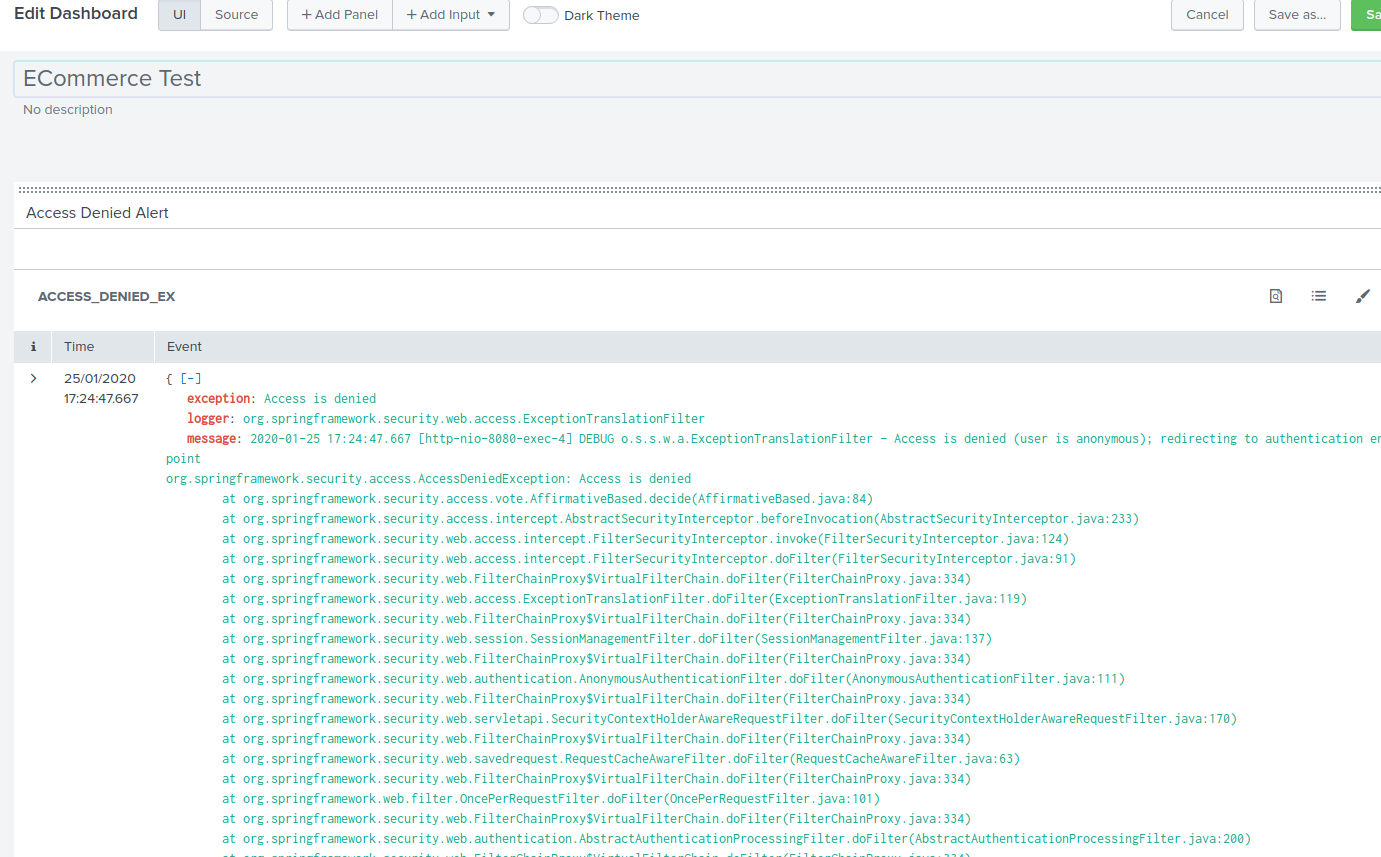 Edit Dashboard UI Source + Add Panel + Add Input Dark Theme Cancel Save as...
ECommerce Test
No description
Access Denied Alert
ACCESS_DENIED_EX
i Time Event
25/01/2020 { [-]
17:24:47.667 exception: Access is denied
logger: org.springframework.security.web.access.ExceptionTranslationFilter
message: 2020-01-25 17:24:47.667 [http-nio-8080-exec-4] DEBUG o.s.s.w.a.ExceptionTranslationFilter - Access is denied (user is anonymous); redirecting to authentication
point
org.springframework.security.access.AccessDeniedException: Access is denied
at org.springframework.security.access.vote.AffirmativeBased.decide(AffirmativeBased.java:84)
at org.springframework.security.access.intercept.AbstractSecurityInterceptor.beforeInvocation(AbstractSecurityInterceptor.java:233)
at org.springframework.security.web.access.intercept.FilterSecurityInterceptor.invoke(FilterSecurityInterceptor.java:124)
at org.springframework.security.web.access.intercept.FilterSecurityInterceptor.doFilter(FilterSecurityInterceptor.java:91)
at org.springframework.security.web.FilterChainProxy$VirtualFilterChain.doFilter(FilterChainProxy.java:334)
at org.springframework.security.web.access.ExceptionTranslationFilter.doFilter(ExceptionTranslationFilter.java:119)
at org.springframework.security.web.FilterChainProxy$VirtualFilterChain.doFilter(FilterChainProxy.java:334)
at org.springframework.security.web.session.SessionManagementFilter.doFilter(SessionManagementFilter.java:137)
at org.springframework.security.web.FilterChainProxy$VirtualFilterChain.doFilter(FilterChainProxy.java:334)
at org.springframework.security.web.authentication.AnonymousAuthenticationFilter.doFilter(AnonymousAuthenticationFilter.java:111)
at org.springframework.security.web.FilterChainProxy$VirtualFilterChain.doFilter(FilterChainProxy.java:334)
at org.springframework.security.web.servletapi.SecurityContextHolderAwareRequestFilter.doFilter(SecurityContextHolderAwareRequestFilter.java:170)
at org.springframework.security.web.FilterChainProxy$VirtualFilterChain.doFilter(FilterChainProxy.java:334)
at org.springframework.security.web.savedrequest.RequestCacheAwareFilter.doFilter(RequestCacheAwareFilter.java:63)
at org.springframework.security.web.FilterChainProxy$VirtualFilterChain.doFilter(FilterChainProxy.java:334)
at org.springframework.web.filter.OncePerRequestFilter.doFilter(OncePerRequestFilter.java:101)
at org.springframework.security.web.FilterChainProxy$VirtualFilterChain.doFilter(FilterChainProxy.java:334)
at org.springframework.security.web.authentication.AbstractAuthenticationProcessingFilter.doFilter(AbstractAuthenticationProcessingFilter.java:200)